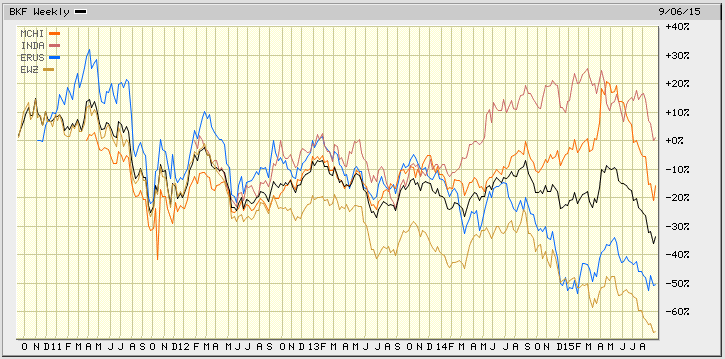 BKF Weekly
9/06/15
MCHI
INDA
ERUS
EWZ
+40%
+30%
+20%
+10%
+0%
-10%
-20%
-30%
-40%
-50%
-60%
O N D11 F M A M J J A S O N D12 F M A M J J A S O N D13 F M A M J J A S O N D14 F M A M J J A S O N D15 F M A M J J A